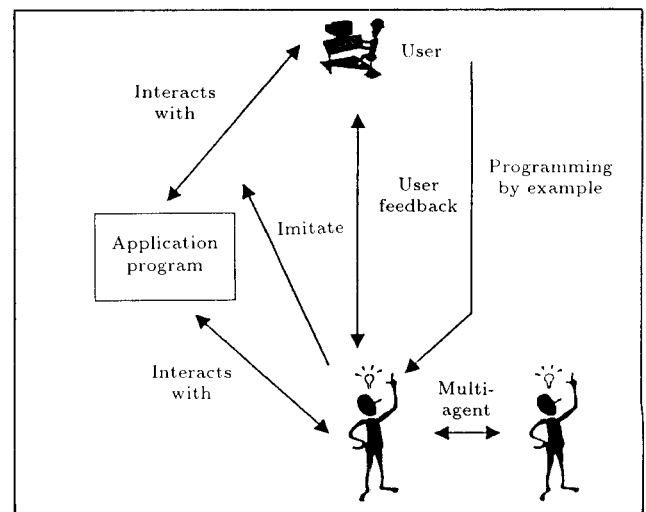 User
Interacts
with
Programming
by example
User
feedback
Imitate
Application
program
Interacts
with
Multi-
agent